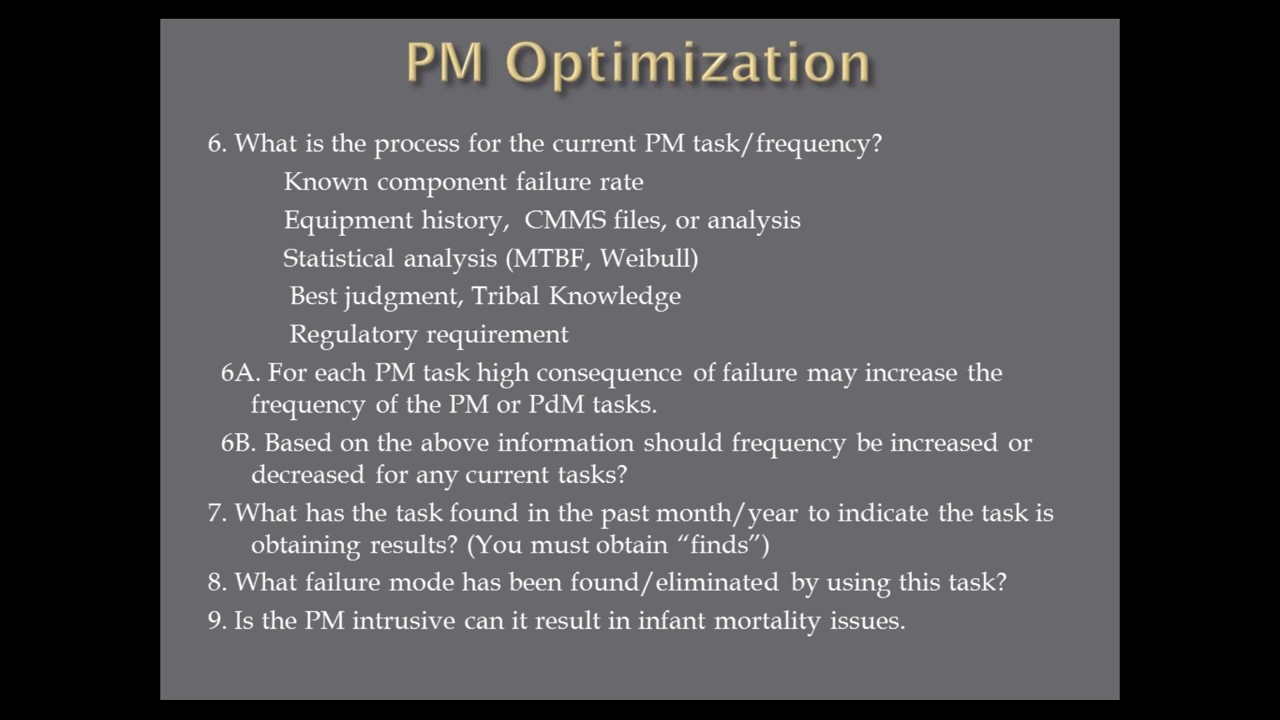 PM Optimization
6. What is the process for the current PM task/frequency?
Known component failure rate
Equipment history,  CMMS files, or analysis
Statistical analysis (MTBF, Weibull)
Best judgment, Tribal Knowledge
Regulatory requirement
6A. For each PM task high consequence of failure may increase the
frequency of the PM or PdM tasks.
6B. Based on the above information should frequency be increased or
decreased for any current tasks?
7. What has the task found in the past month/year to indicate the task is
obtaining results? (You must obtain “finds”)
8. What failure mode has been found/eliminated by using this task?
9. Is the PM intrusive can it result in infant mortality issues.